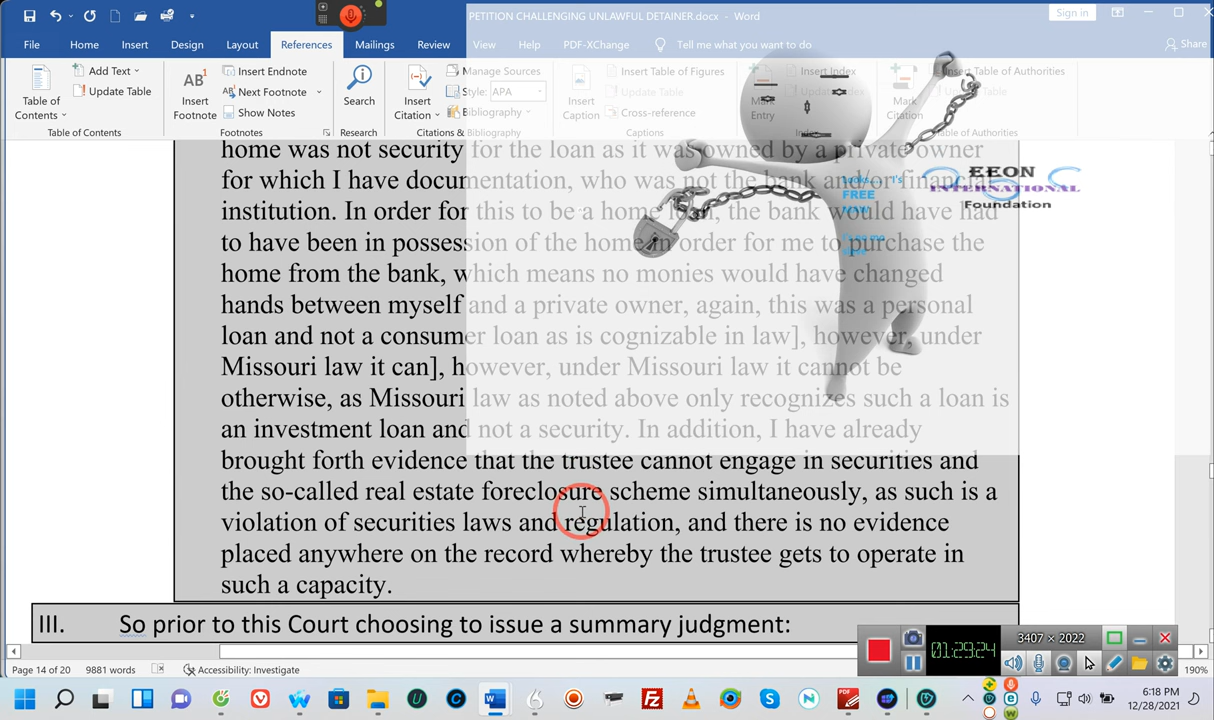 PETITION CHALLENGING UNLAWFUL DETAINER.docx - Word
Sign in
File Home Insert Design Layout References Mailings Review View Help PDF-XChange Tell me what you want to do Share
Table of Contents
Add Text
Update Table
Table of Contents
AB
Insert Footnote
Insert Endnote
Next Footnote
Show Notes
Footnotes
Search
Research
Insert Citation
Manage Sources
Style: APA
Bibliography
Citations & Bibliography
Insert Caption
Insert Table of Figures
Update Table
Cross-reference
Captions
Mark Entry
Insert Index
Update Index
Mark Citation
Insert Table of Authorities
Table of Authorities
home was not security for the loan as it was owned by a private owner
for which I have documentation, who was not the bank and/or financial
institution. In order for this to be a home loan, the bank would have had
to have been in possession of the home in order for me to purchase the
home from the bank, which means no monies would have changed
hands between myself and a private owner, again, this was a personal
loan and not a consumer loan as is cognizable in law], however, under
Missouri law it can], however, under Missouri law it cannot be
otherwise, as Missouri law as noted above only recognizes such a loan is
an investment loan and not a security. In addition, I have already
brought forth evidence that the trustee cannot engage in securities and
the so-called real estate foreclosure scheme simultaneously, as such is a
violation of securities laws and regulation, and there is no evidence
placed anywhere on the record whereby the trustee gets to operate in
such a capacity.
III. So prior to this Court choosing to issue a summary judgment:
EEON
INTERNATIONAL
Foundation
FREE
01:29:24
3407 × 2022
Page 14 of 20 9881 words Accessibility: Investigate 190%
6:18 PM
12/28/2021